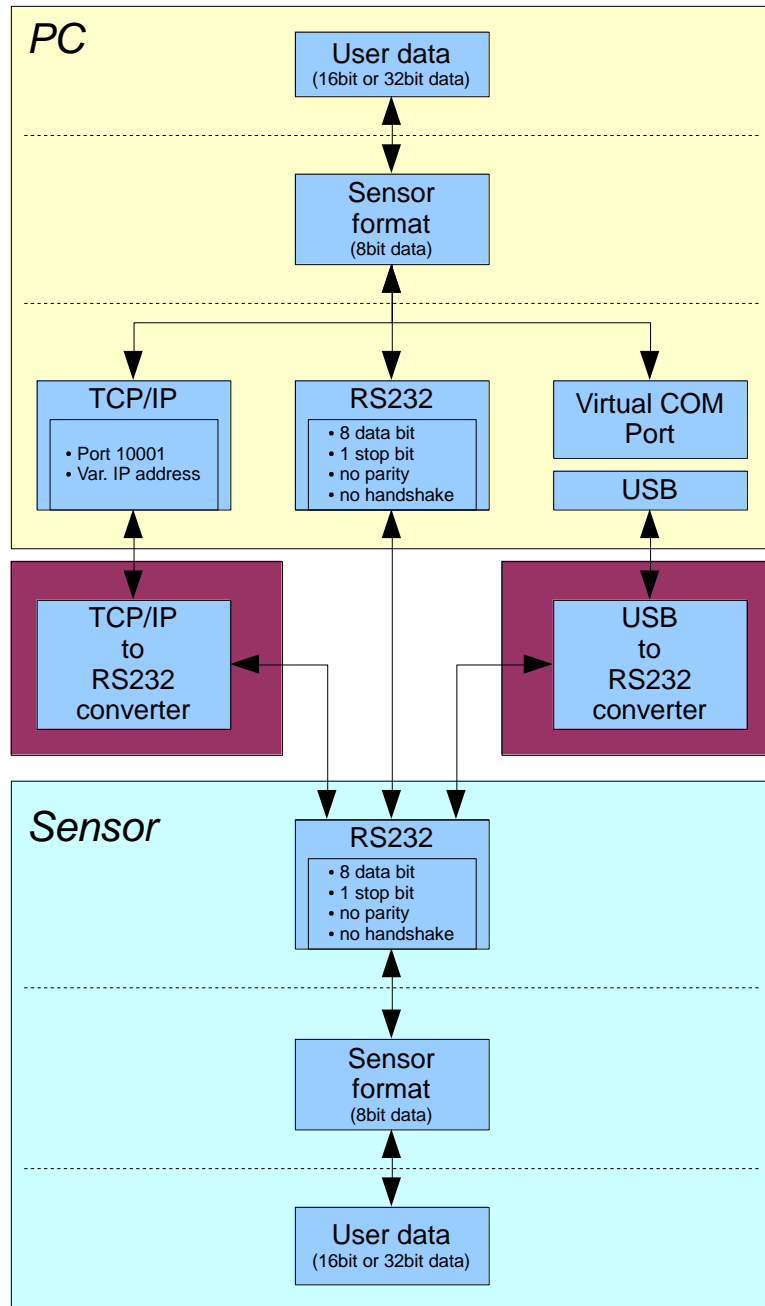 PC
User data
(16bit or 32bit data)
Sensor
format
(8bit data)
TCP/IP
• Port 10001
• Var. IP address
RS232
• 8 data bit
• 1 stop bit
• no parity
• no handshake
Virtual COM
Port
USB
TCP/IP
to
RS232
converter
USB
to
RS232
converter
Sensor
RS232
• 8 data bit
• 1 stop bit
• no parity
• no handshake
Sensor
format
(8bit data)
User data
(16bit or 32bit data)